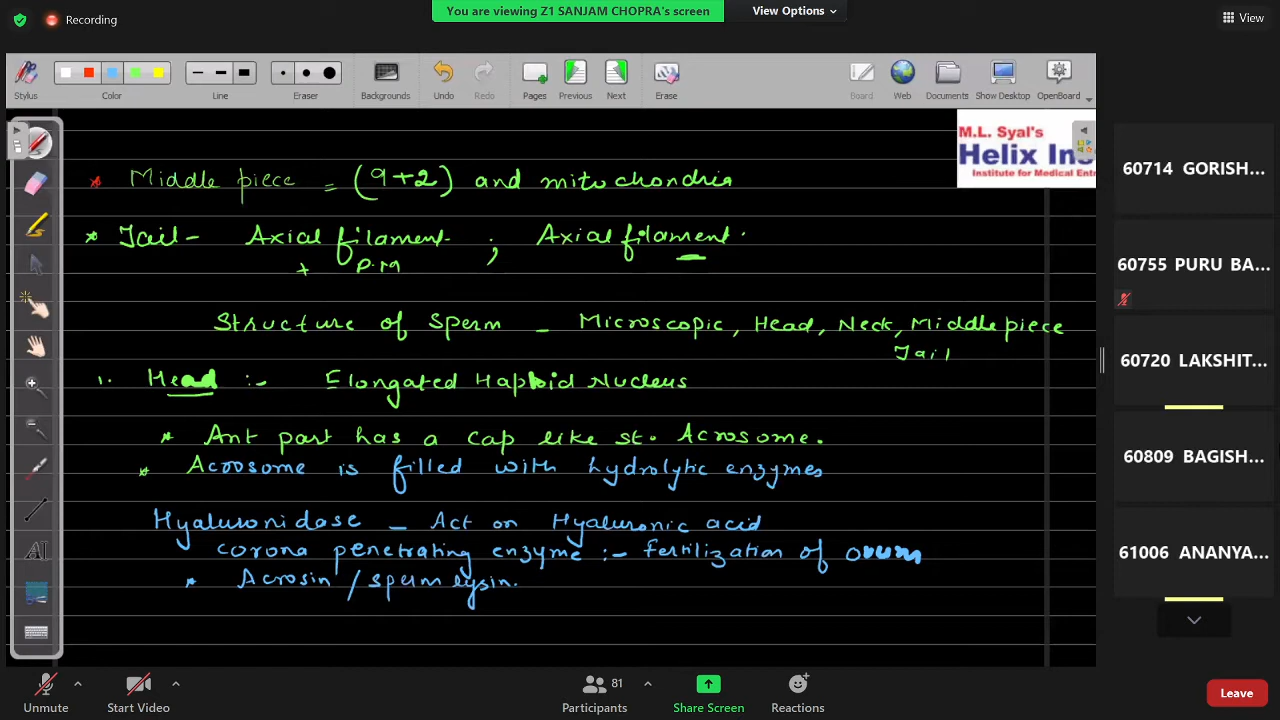 Recording
You are viewing Z1 SANJAM CHOPRA's screen
View Options
View
Stylus
Color
Line
Eraser
Backgrounds
Undo
Redo
Pages
Previous
Next
Erase
Board
Web
Documents
Show Desktop
OpenBoard
M.L. Syal's
Helix Ins
Institute for Medical Entr
* Middle piece = (9+2) and mitochondria
* Tail - Axial filament ; Axial filament.
+ P.M
Structure of Sperm - Microscopic, Head, Neck, Middle piece
Tail
1. Head :- Elongated Haploid Nucleus
* Ant part has a cap like st. Acrosome.
* Acrosome is filled with hydrolytic enzymes
Hyaluronidase - Act on Hyaluronic acid
corona penetrating enzyme :- fertilization of ovum
* Acrosin / sperm lysin.
60714 GORISH...
60755 PURU BA...
60720 LAKSHIT...
60809 BAGISH...
61006 ANANYA...
Unmute
Start Video
81
Participants
Share Screen
Reactions
Leave